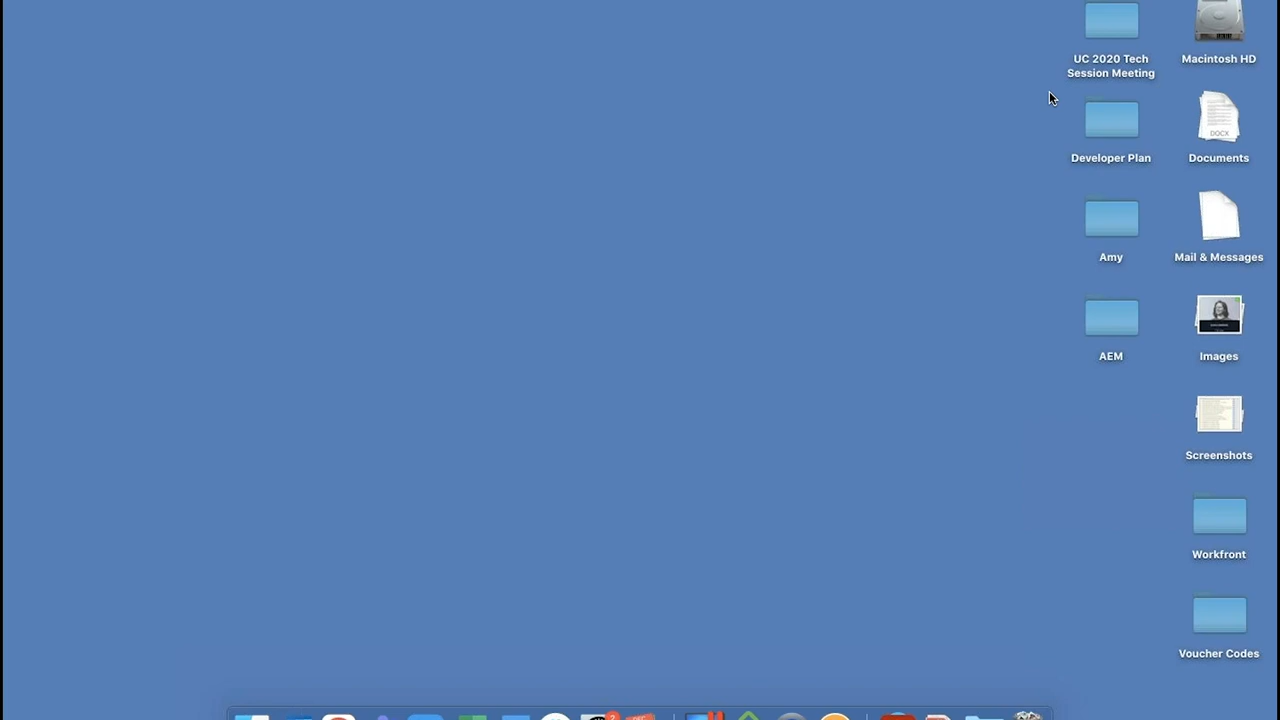 UC 2020 Tech
Session Meeting
Macintosh HD
Developer Plan
DOCX
Documents
Amy
Mail & Messages
AEM
Images
Screenshots
Workfront
Voucher Codes
2